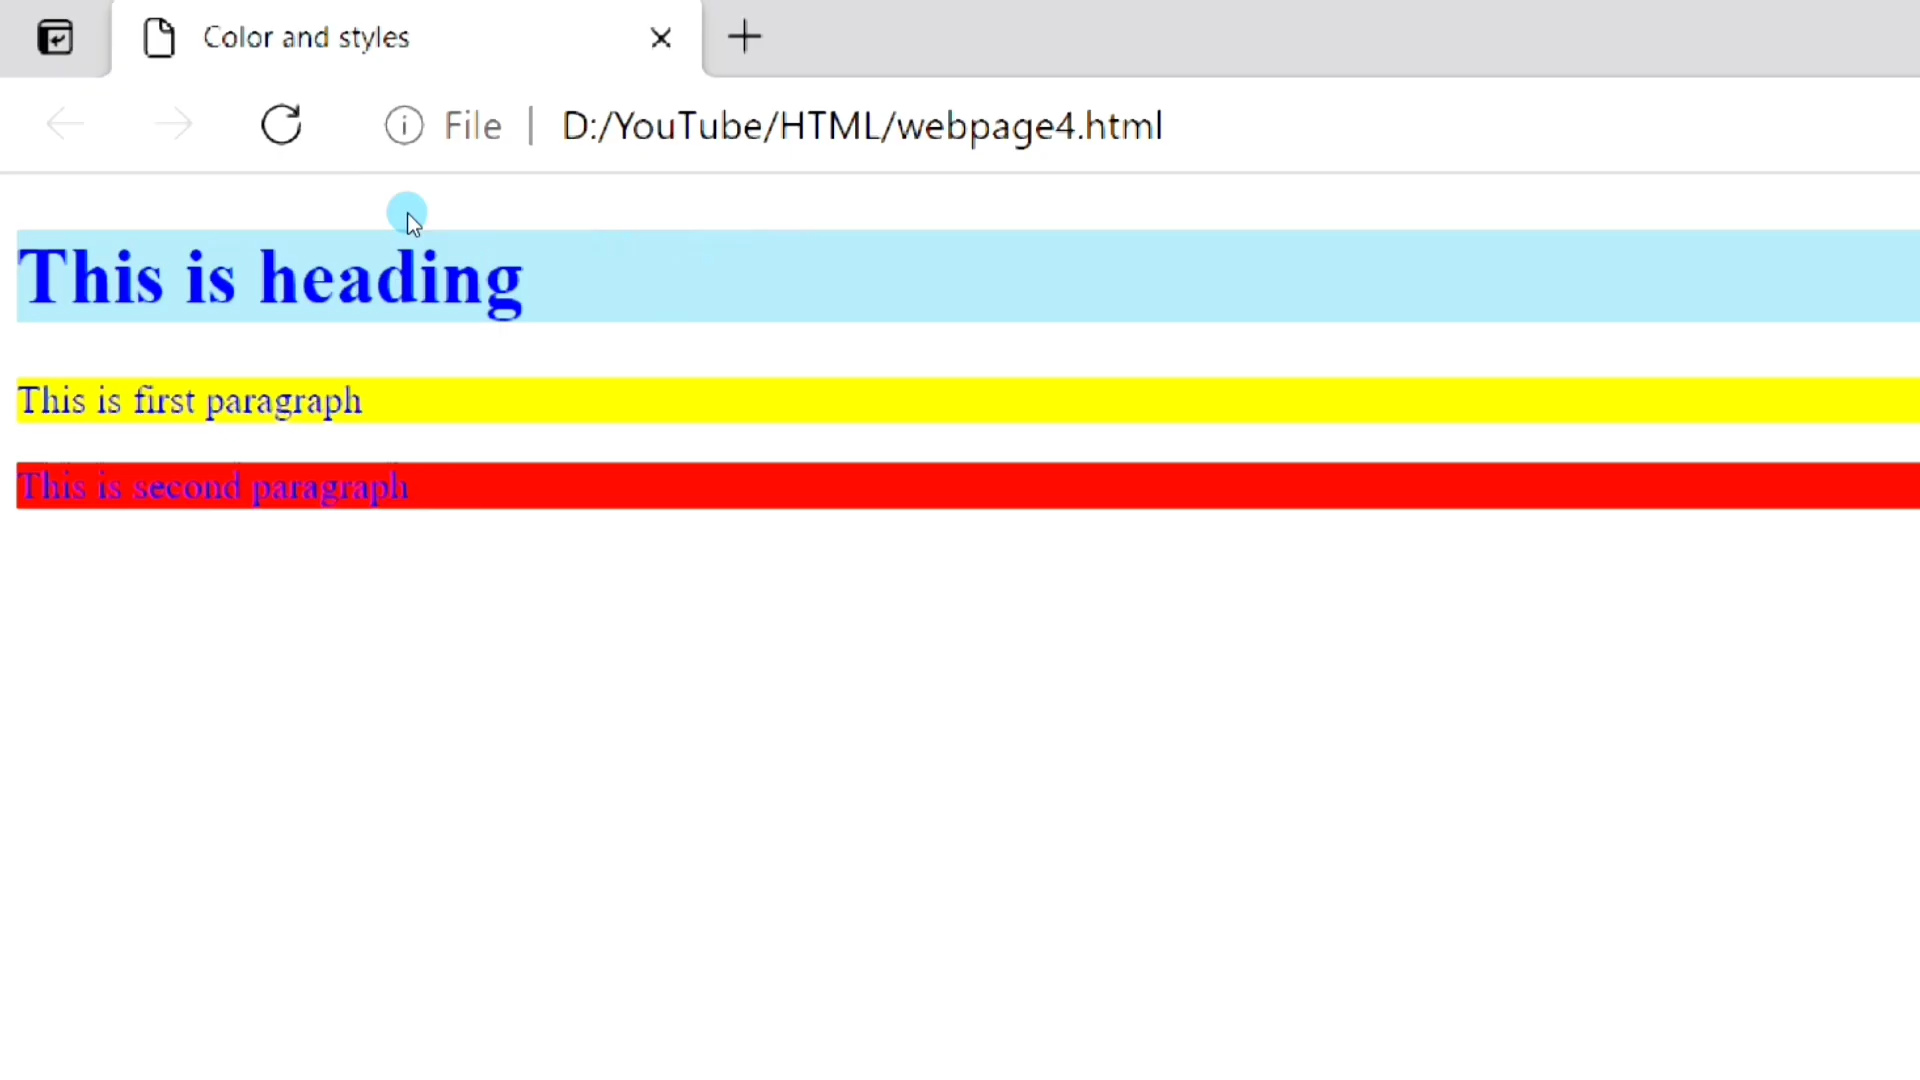 Color and styles
File | D:/YouTube/HTML/webpage4.html
This is heading
This is first paragraph
This is second paragraph